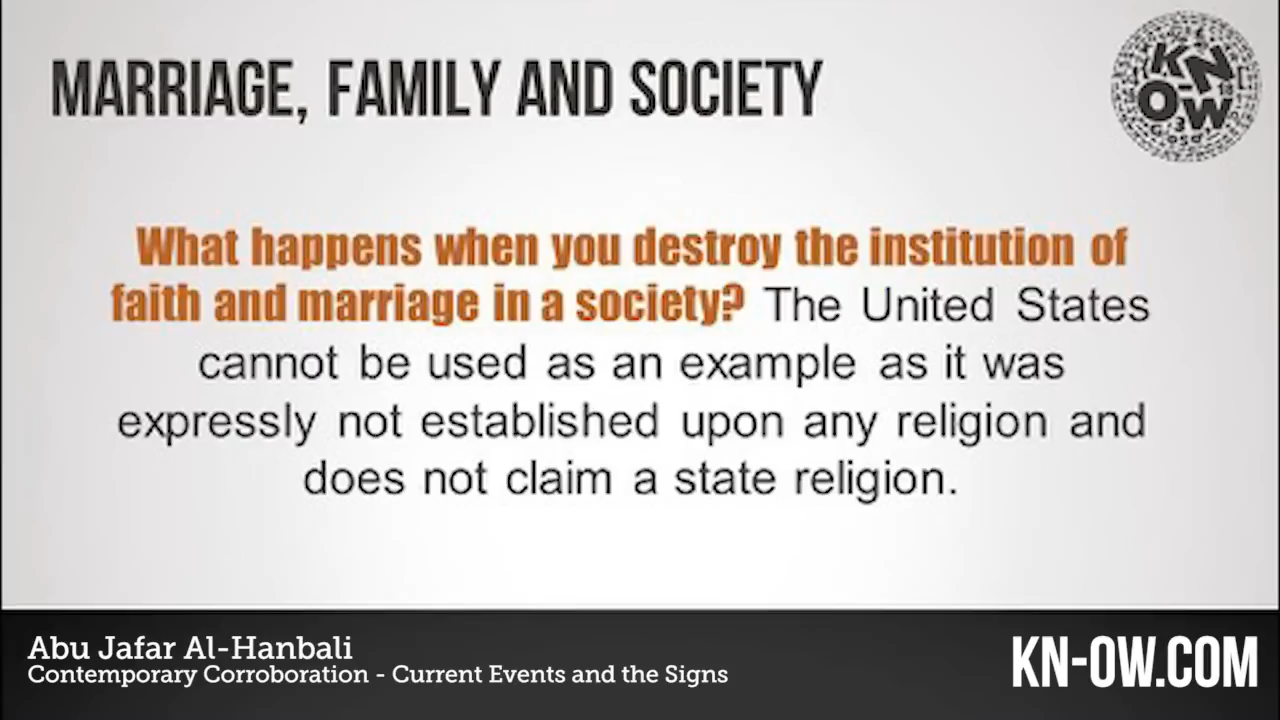 MARRIAGE, FAMILY AND SOCIETY
KN
OW
What happens when you destroy the institution of
faith and marriage in a society? The United States
cannot be used as an example as it was
expressly not established upon any religion and
does not claim a state religion.
Abu Jafar Al-Hanbali
Contemporary Corroboration - Current Events and the Signs
KN-OW.COM